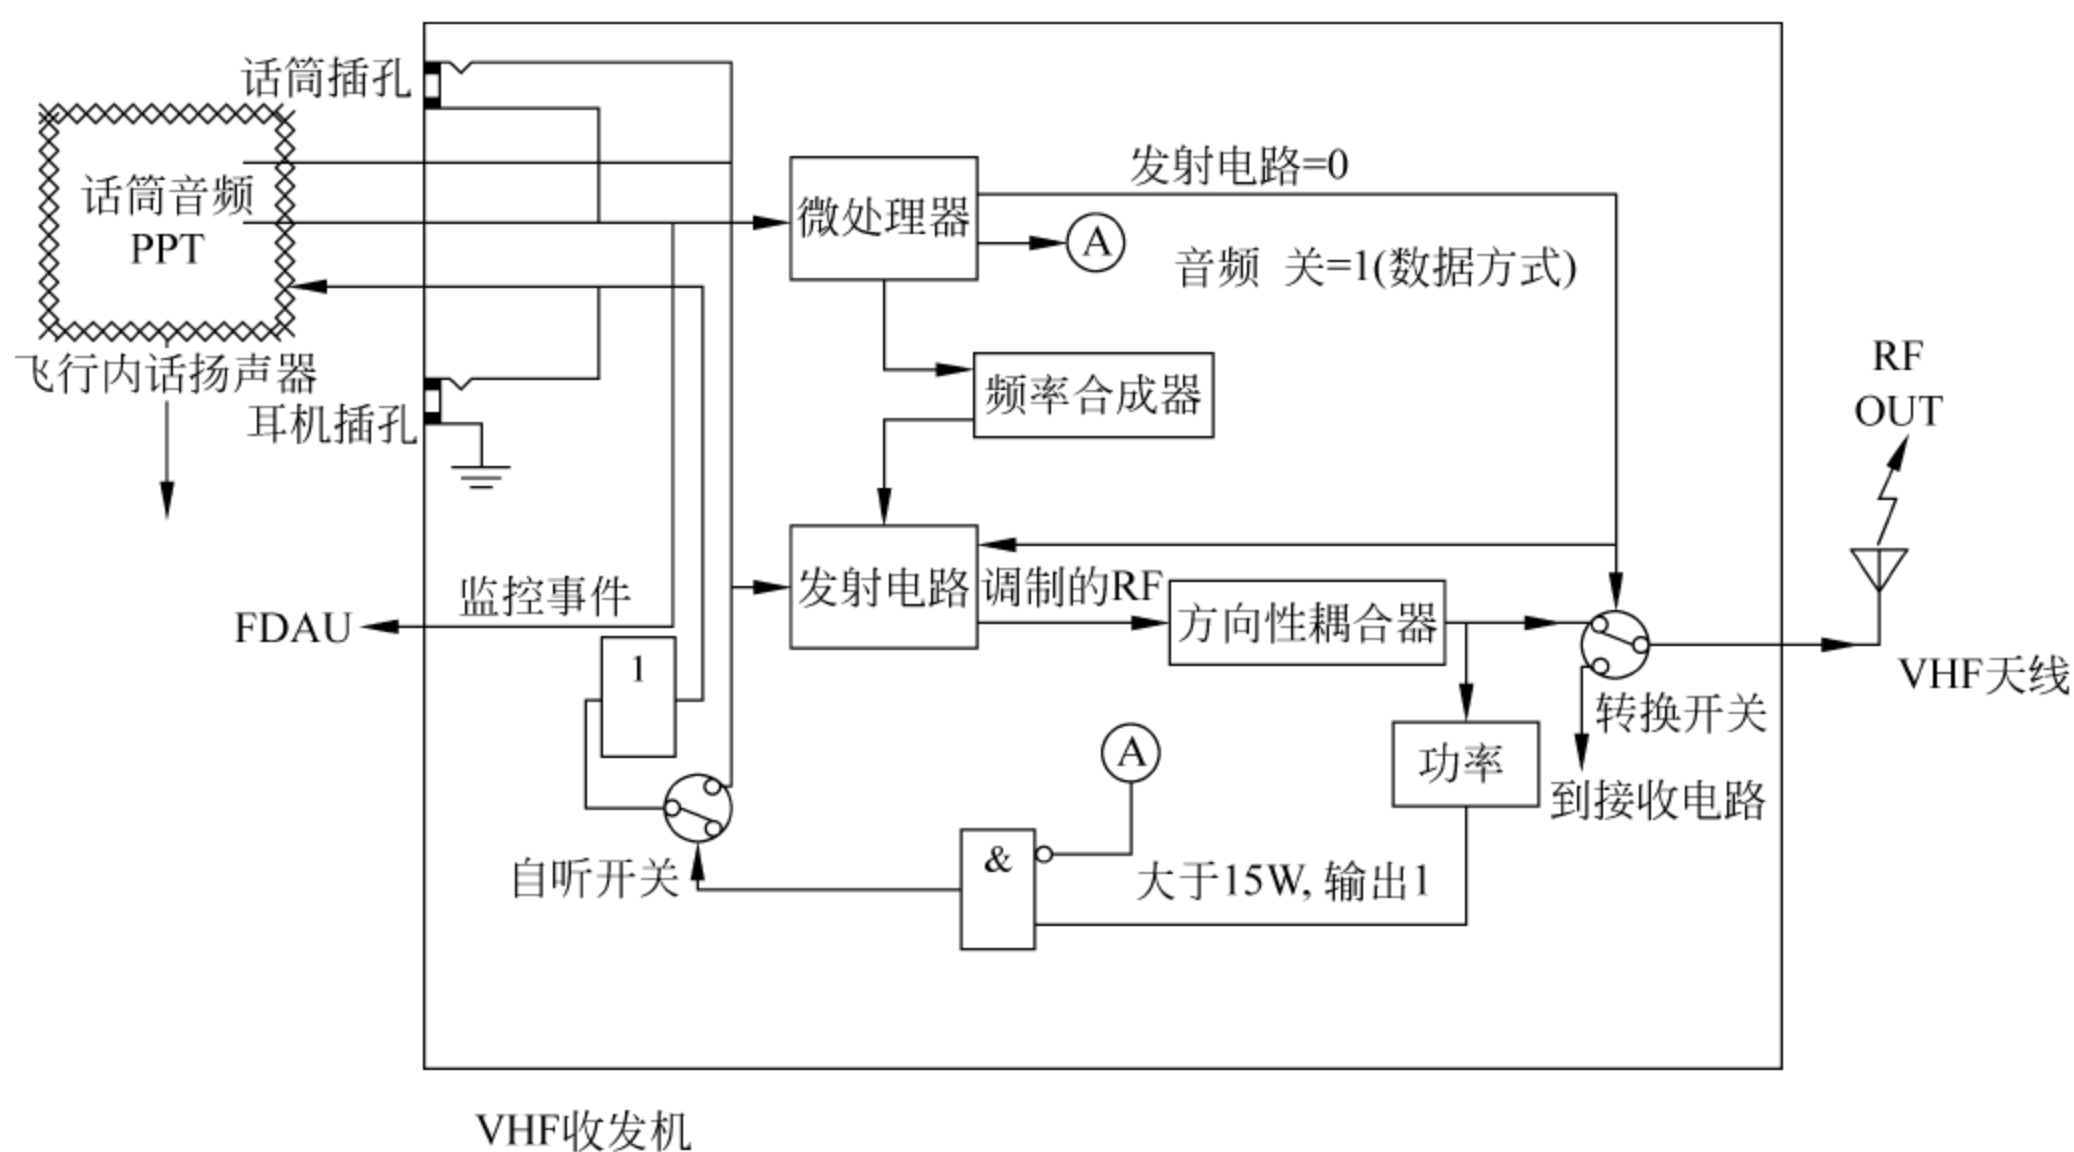 话筒插孔
话筒音频
PPT
飞行内话扬声器
耳机插孔
监控事件
FDAU
1
自听开关
微处理器
发射电路=0
A
音频 关=1(数据方式)
频率合成器
发射电路
调制的RF
方向性耦合器
功率
转换开关
到接收电路
A
&
大于15W, 输出1
RF
OUT
VHF天线
VHF收发机